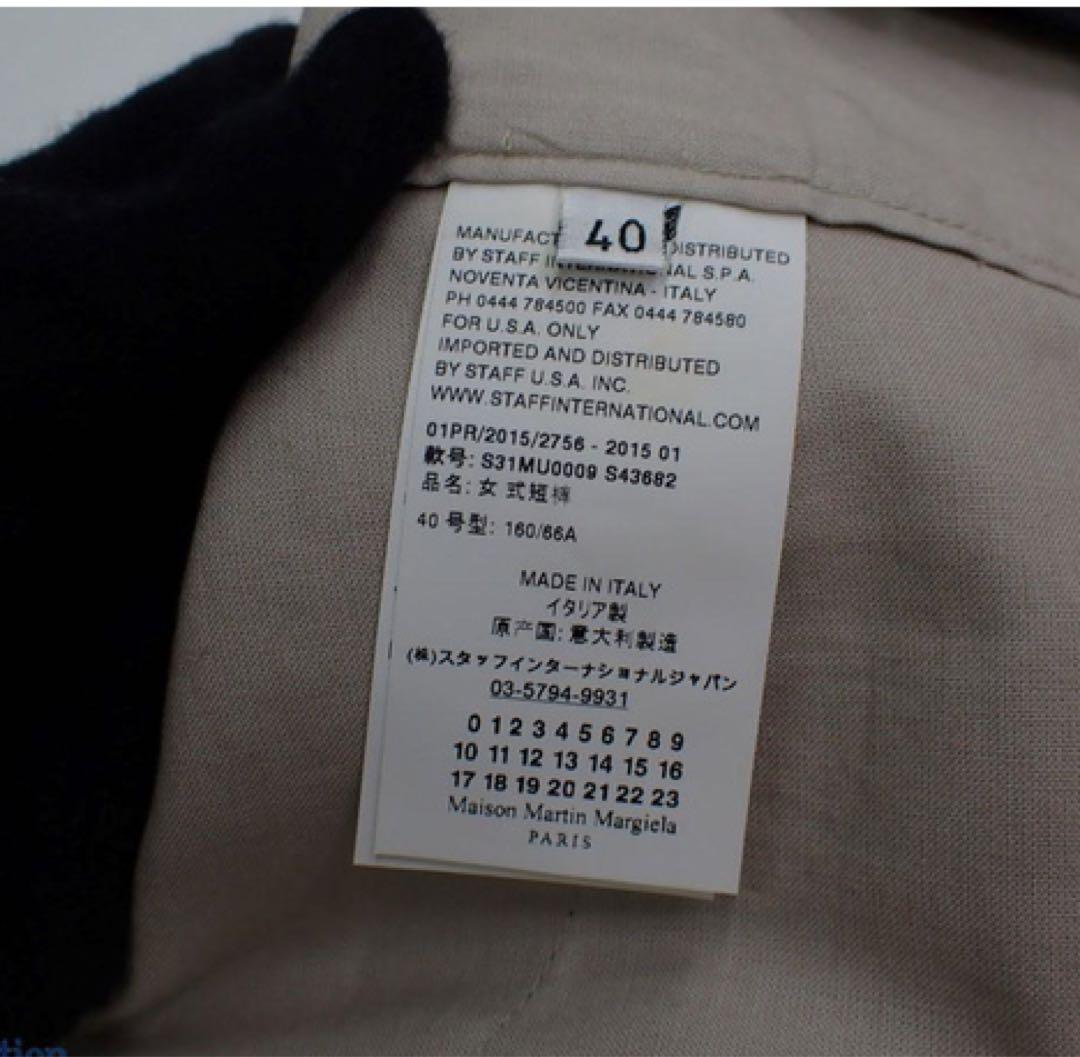 40
MANUFACT DISTRIBUTED
BY STAFF INTERNATIONAL S.P.A.
NOVENTA VICENTINA - ITALY
PH 0444 784500 FAX 0444 784580
FOR U.S.A. ONLY
IMPORTED AND DISTRIBUTED
BY STAFF U.S.A. INC.
WWW.STAFFINTERNATIONAL.COM
01PR/2015/2756 - 2015 01
款号: S31MU0009 S43682
品名: 女式短裤
40 号型: 160/66A
MADE IN ITALY
イタリア製
原产国: 意大利製造
(株)スタッフインターナショナルジャパン
03-5794-9931
0 1 2 3 4 5 6 7 8 9
10 11 12 13 14 15 16
17 18 19 20 21 22 23
Maison Martin Margiela
PARIS
tion